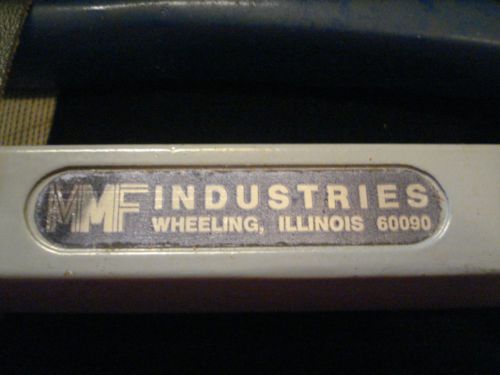 MMF INDUSTRIES
WHEELING, ILLINOIS 60090